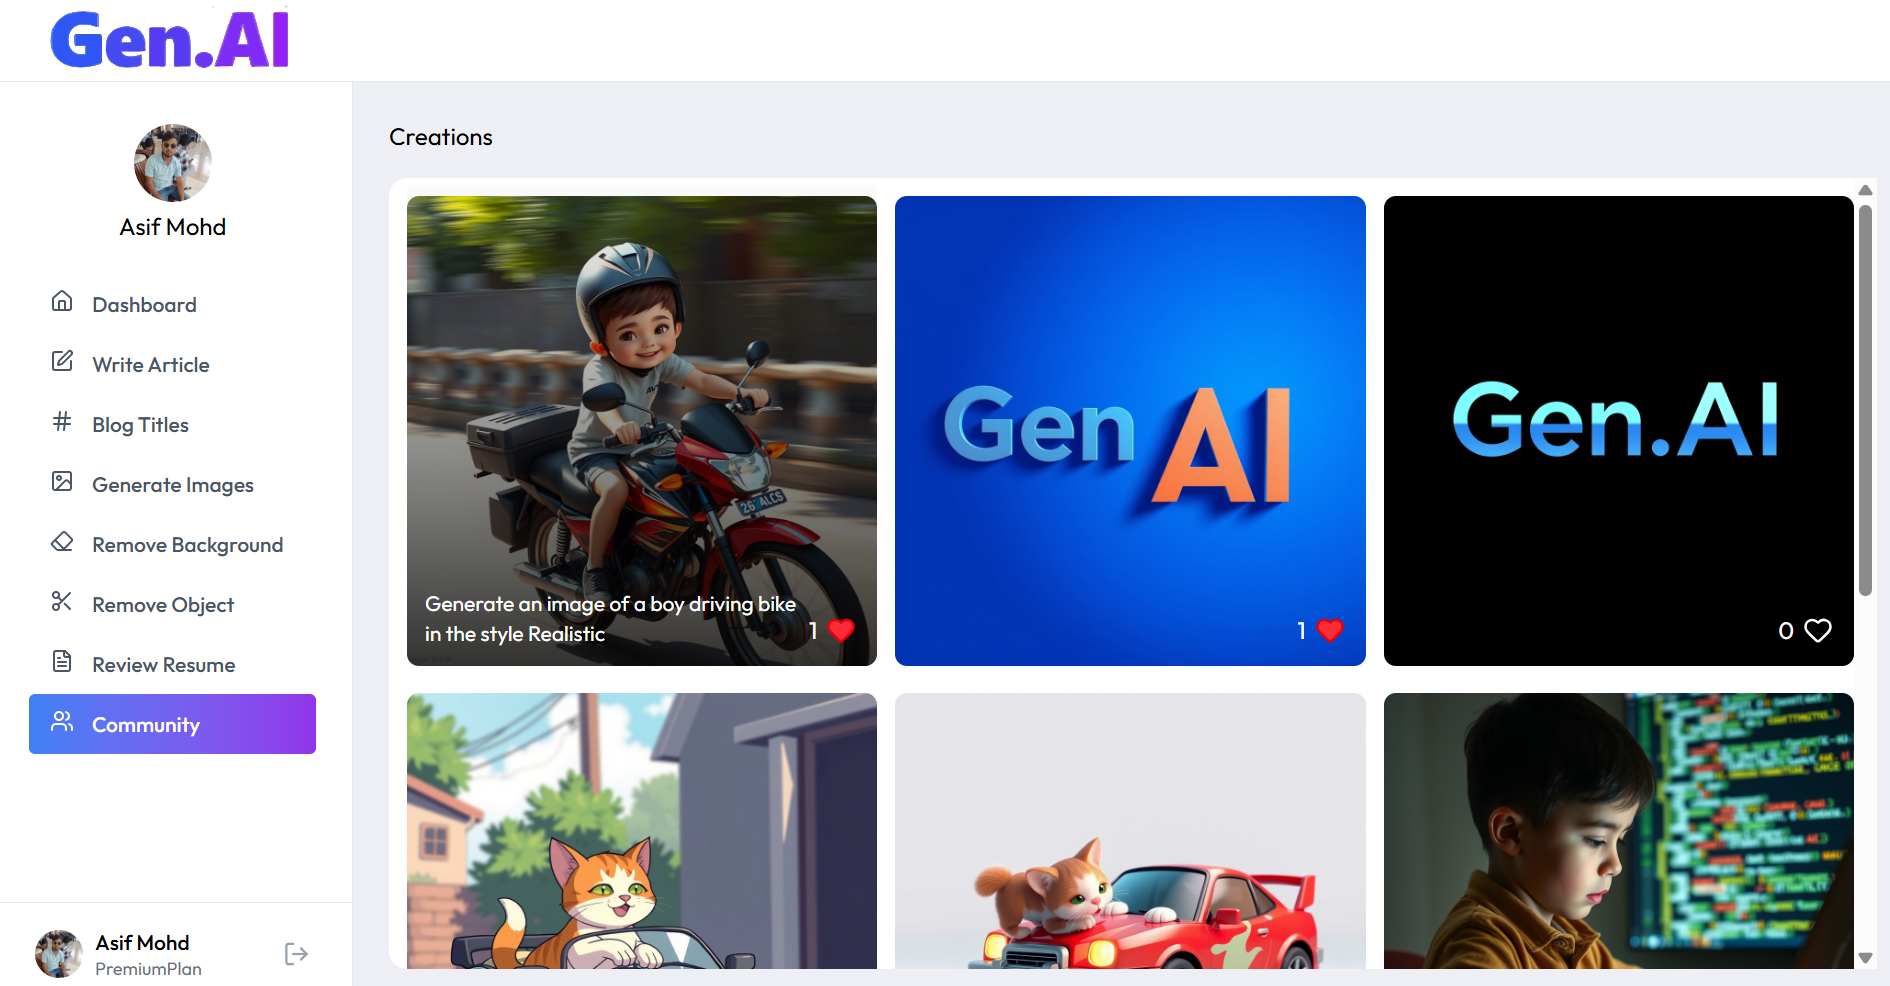 Gen.AI
Asif Mohd
Dashboard
Write Article
Blog Titles
Generate Images
Remove Background
Remove Object
Review Resume
Community
Asif Mohd
PremiumPlan
Creations
Generate an image of a boy driving bike
in the style Realistic
1
Gen AI
1
Gen.AI
0